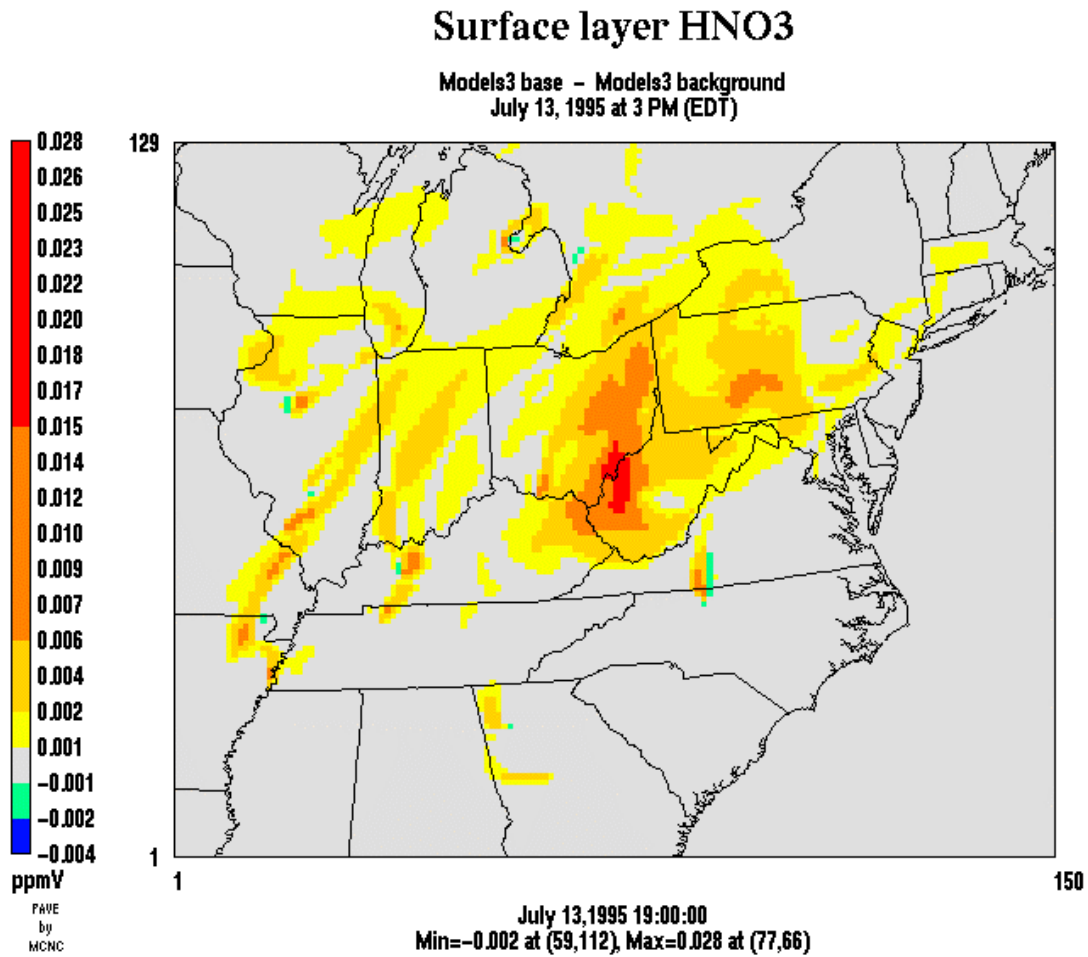 Surface layer HNO3
Models3 base - Models3 background
July 13, 1995 at 3 PM (EDT)
0.028
0.026
0.025
0.023
0.022
0.020
0.018
0.017
0.015
0.014
0.012
0.010
0.009
0.007
0.006
0.004
0.002
0.001
-0.001
-0.002
-0.004
ppmV
PAVE
by
MCNC
129
1
1
150
July 13,1995 19:00:00
Min=-0.002 at (59,112), Max=0.028 at (77,66)